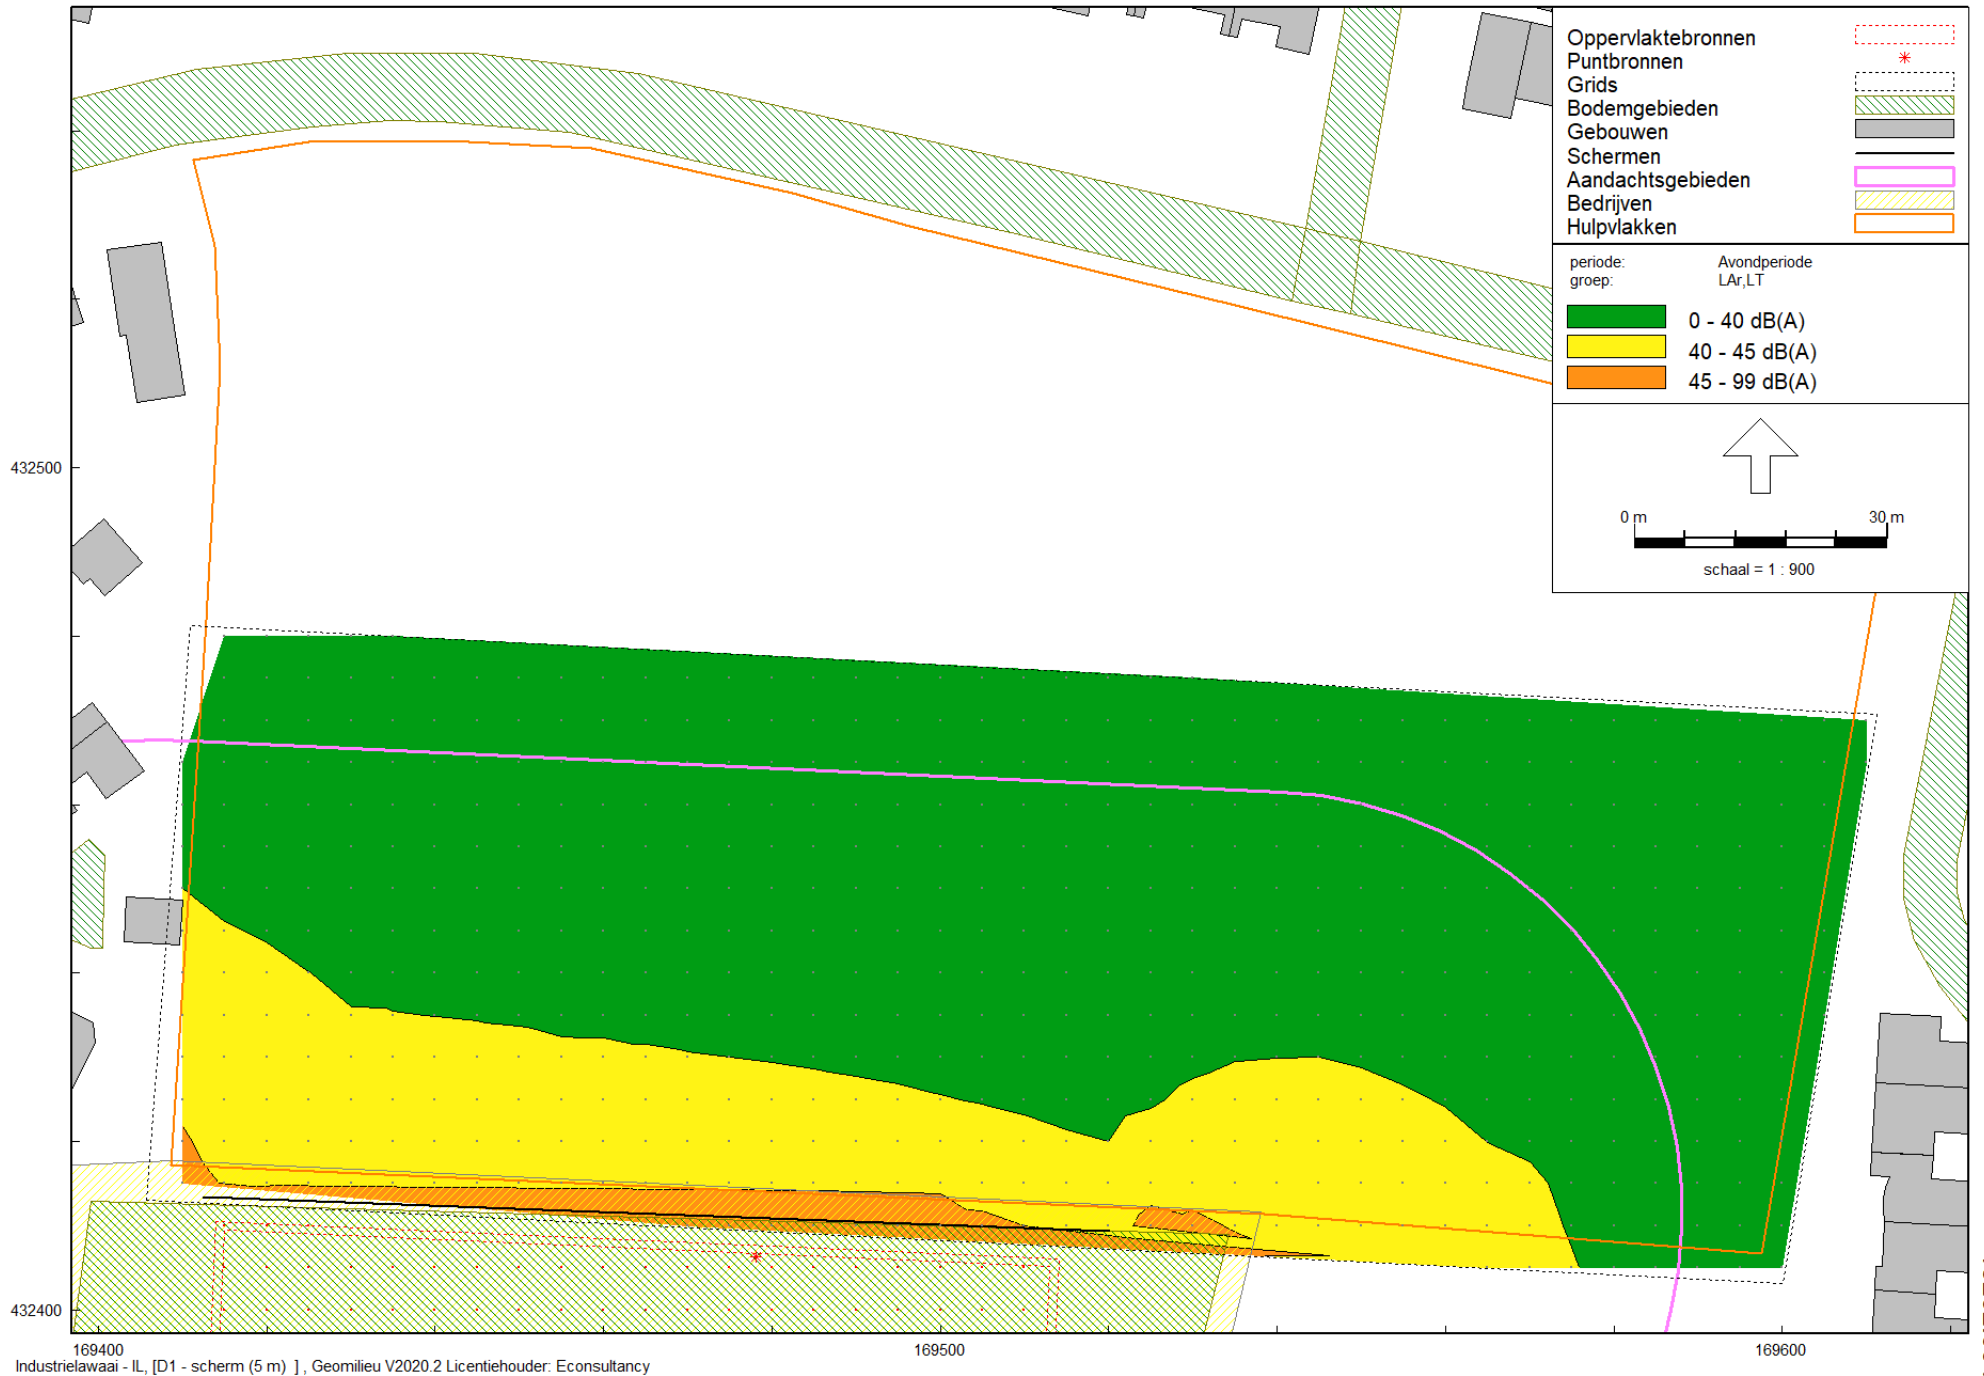 Oppervlaktebronnen
Puntbronnen
Grids
Bodemgebieden
Gebouwen
Schermen
Aandachtsgebieden
Bedrijven
Hulpvlakken
periode: Avondperiode
groep: LAr,LT
0 - 40 dB(A)
40 - 45 dB(A)
45 - 99 dB(A)
0 m 30 m
schaal = 1 : 900
432500
432400
169400 169500 169600
Industrielawaai - IL, [D1 - scherm (5 m) ] , Geomilieu V2020.2 Licentiehouder: Econsultancy